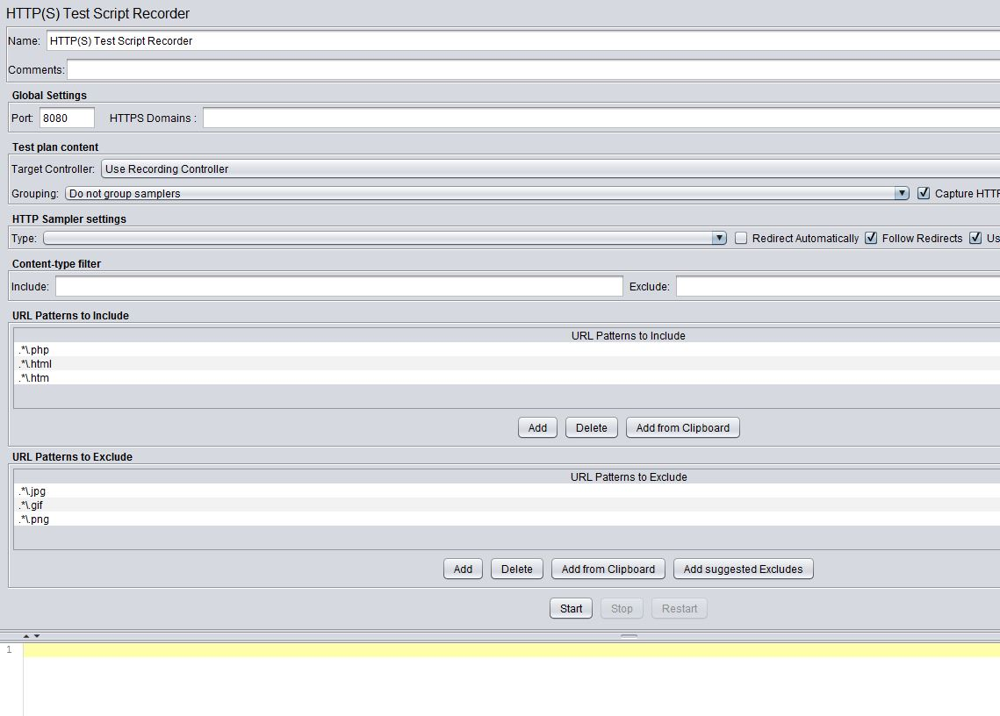 HTTP(S) Test Script Recorder
Name: HTTP(S) Test Script Recorder
Comments:
Global Settings
Port: 8080 HTTPS Domains :
Test plan content
Target Controller: Use Recording Controller
Grouping: Do not group samplers Capture HTTP
HTTP Sampler settings
Type: Redirect Automatically Follow Redirects Us
Content-type filter
Include: Exclude:
URL Patterns to Include
URL Patterns to Include
.*\.php
.*\.html
.*\.htm
Add Delete Add from Clipboard
URL Patterns to Exclude
URL Patterns to Exclude
.*\.jpg
.*\.gif
.*\.png
Add Delete Add from Clipboard Add suggested Excludes
Start Stop Restart
1